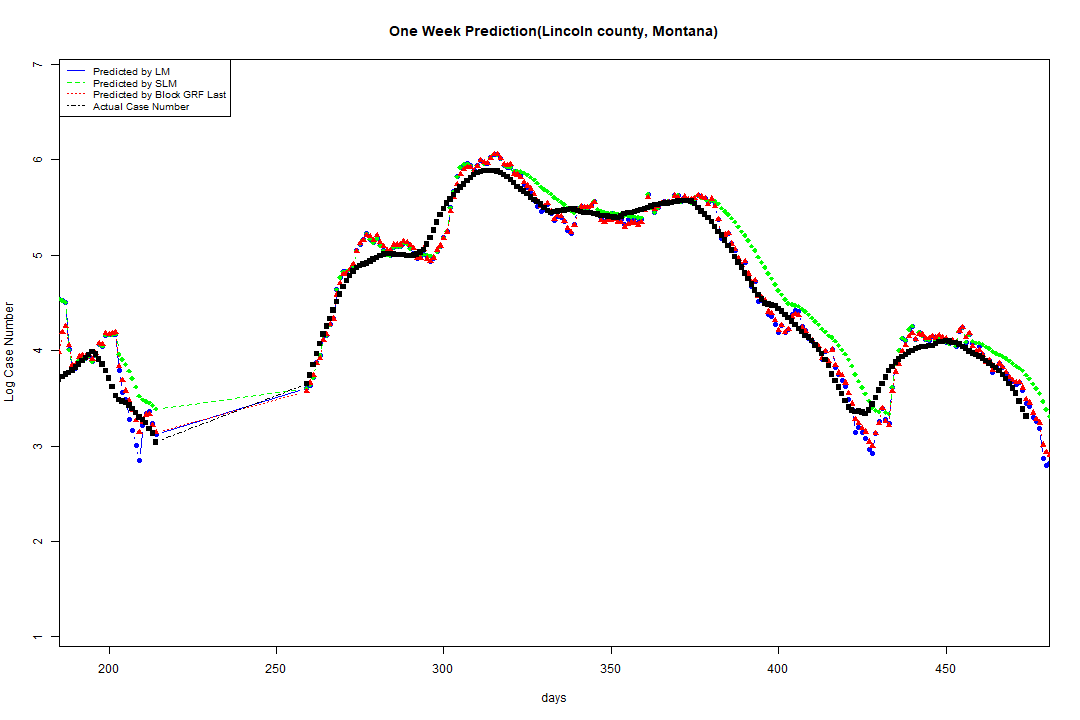 One Week Prediction(Lincoln county, Montana)
Predicted by LM
Predicted by SLM
Predicted by Block GRF Last
Actual Case Number
7
6
5
4
3
2
1
Log Case Number
200 250 300 350 400 450
days